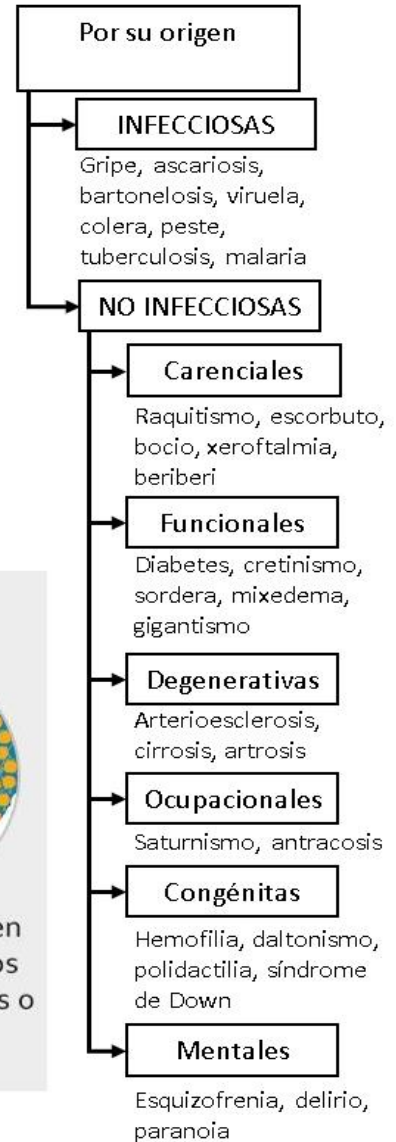 Por su origen
INFECCIOSAS
Gripe, ascariosis,
bartonelosis, viruela,
colera, peste,
tuberculosis, malaria
NO INFECCIOSAS
Carenciales
Raquitismo, escorbuto,
bocio, xeroftalmia,
beriberi
Funcionales
Diabetes, cretinismo,
sordera, mixedema,
gigantismo
Degenerativas
Arterioesclerosis,
cirrosis, artrosis
Ocupacionales
Saturnismo, antracosis
Congénitas
Hemofilia, daltonismo,
polidactilia, síndrome
de Down
Mentales
Esquizofrenia, delirio,
paranoia
s o